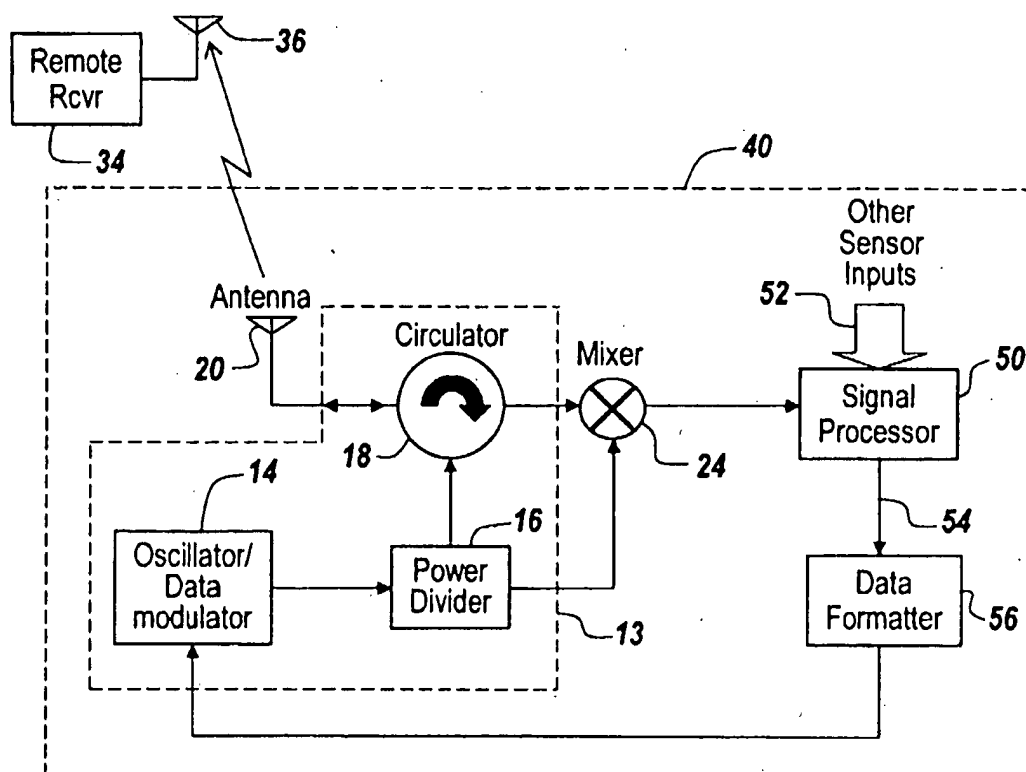 36
Remote
Rcvr
34
40
Other
Sensor
Inputs
52
Antenna
20
Circulator
18
Mixer
24
50
Signal
Processor
14
Oscillator/
Data
modulator
16
Power
Divider
13
54
Data
Formatter
56